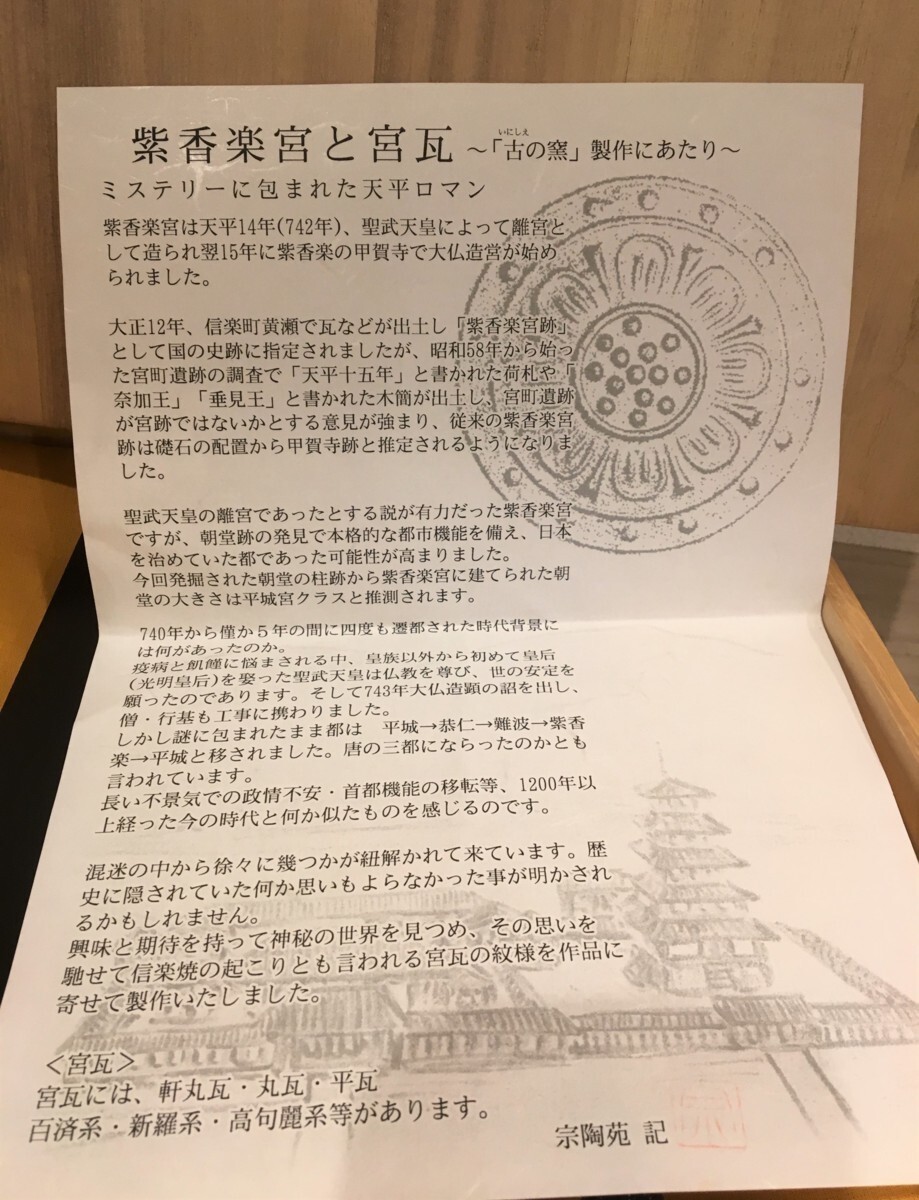 紫香楽宮と宮瓦 ～「古の窯」製作にあたり～
いにしえ
ミステリーに包まれた天平ロマン
紫香楽宮は天平14年(742年)、聖武天皇によって離宮と
して造られ翌15年に紫香楽の甲賀寺で大仏造営が始め
られました。
大正12年、信楽町黄瀬で瓦などが出土し「紫香楽宮跡」
として国の史跡に指定されましたが、昭和58年から始っ
た宮町遺跡の調査で「天平十五年」と書かれた荷札や「
奈加王」「垂見王」と書かれた木簡が出土し、宮町遺跡
が宮跡ではないかとする意見が強まり、従来の紫香楽宮
跡は礎石の配置から甲賀寺跡と推定されるようになりま
した。
聖武天皇の離宮であったとする説が有力だった紫香楽宮
ですが、朝堂跡の発見で本格的な都市機能を備え、日本
を治めていた都であった可能性が高まりました。
今回発掘された朝堂の柱跡から紫香楽宮に建てられた朝
堂の大きさは平城宮クラスと推測されます。
740年から僅か５年の間に四度も遷都された時代背景に
は何があったのか。
疫病と飢饉に悩まされる中、皇族以外から初めて皇后
(光明皇后)を娶った聖武天皇は仏教を尊び、世の安定を
願ったのであります。そして743年大仏造顕の詔を出し、
僧・行基も工事に携わりました。
しかし謎に包まれたまま都は　平城→恭仁→難波→紫香
楽→平城と移されました。唐の三都にならったのかとも
言われています。
長い不景気での政情不安・首都機能の移転等、1200年以
上経った今の時代と何か似たものを感じるのです。
混迷の中から徐々に幾つかが紐解かれて来ています。歴
史に隠されていた何か思いもよらなかった事が明かされ
るかもしれません。
興味と期待を持って神秘の世界を見つめ、その思いを
馳せて信楽焼の起こりとも言われる宮瓦の紋様を作品に
寄せて製作いたしました。
＜宮瓦＞
宮瓦には、軒丸瓦・丸瓦・平瓦
百済系・新羅系・高句麗系等があります。
宗陶苑 記